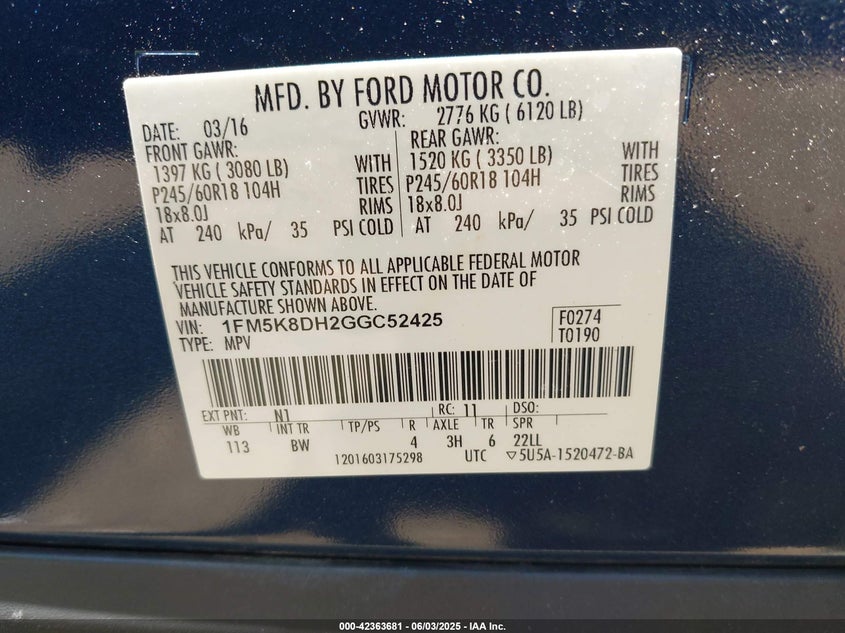 MFD. BY FORD MOTOR CO.
DATE: 03/16 GVWR: 2776 KG ( 6120 LB)
FRONT GAWR: REAR GAWR:
1397 KG ( 3080 LB) WITH 1520 KG ( 3350 LB) WITH
P245/60R18 104H TIRES P245/60R18 104H TIRES
18x8.0J RIMS 18x8.0J RIMS
AT 240 kPa/ 35 PSI COLD AT 240 kPa/ 35 PSI COLD
THIS VEHICLE CONFORMS TO ALL APPLICABLE FEDERAL MOTOR
VEHICLE SAFETY STANDARDS IN EFFECT ON THE DATE OF
MANUFACTURE SHOWN ABOVE.
VIN: 1FM5K8DH2GGC52425 F0274
TYPE: MPV T0190
EXT PNT: N1 RC: 11 DSO:
WB INT TR TP/PS R AXLE TR SPR
113 BW 4 3H 6 22LL
1201603175298 UTC ▽5U5A-1520472-BA
000-42363681 - 06/03/2025 - IAA Inc.